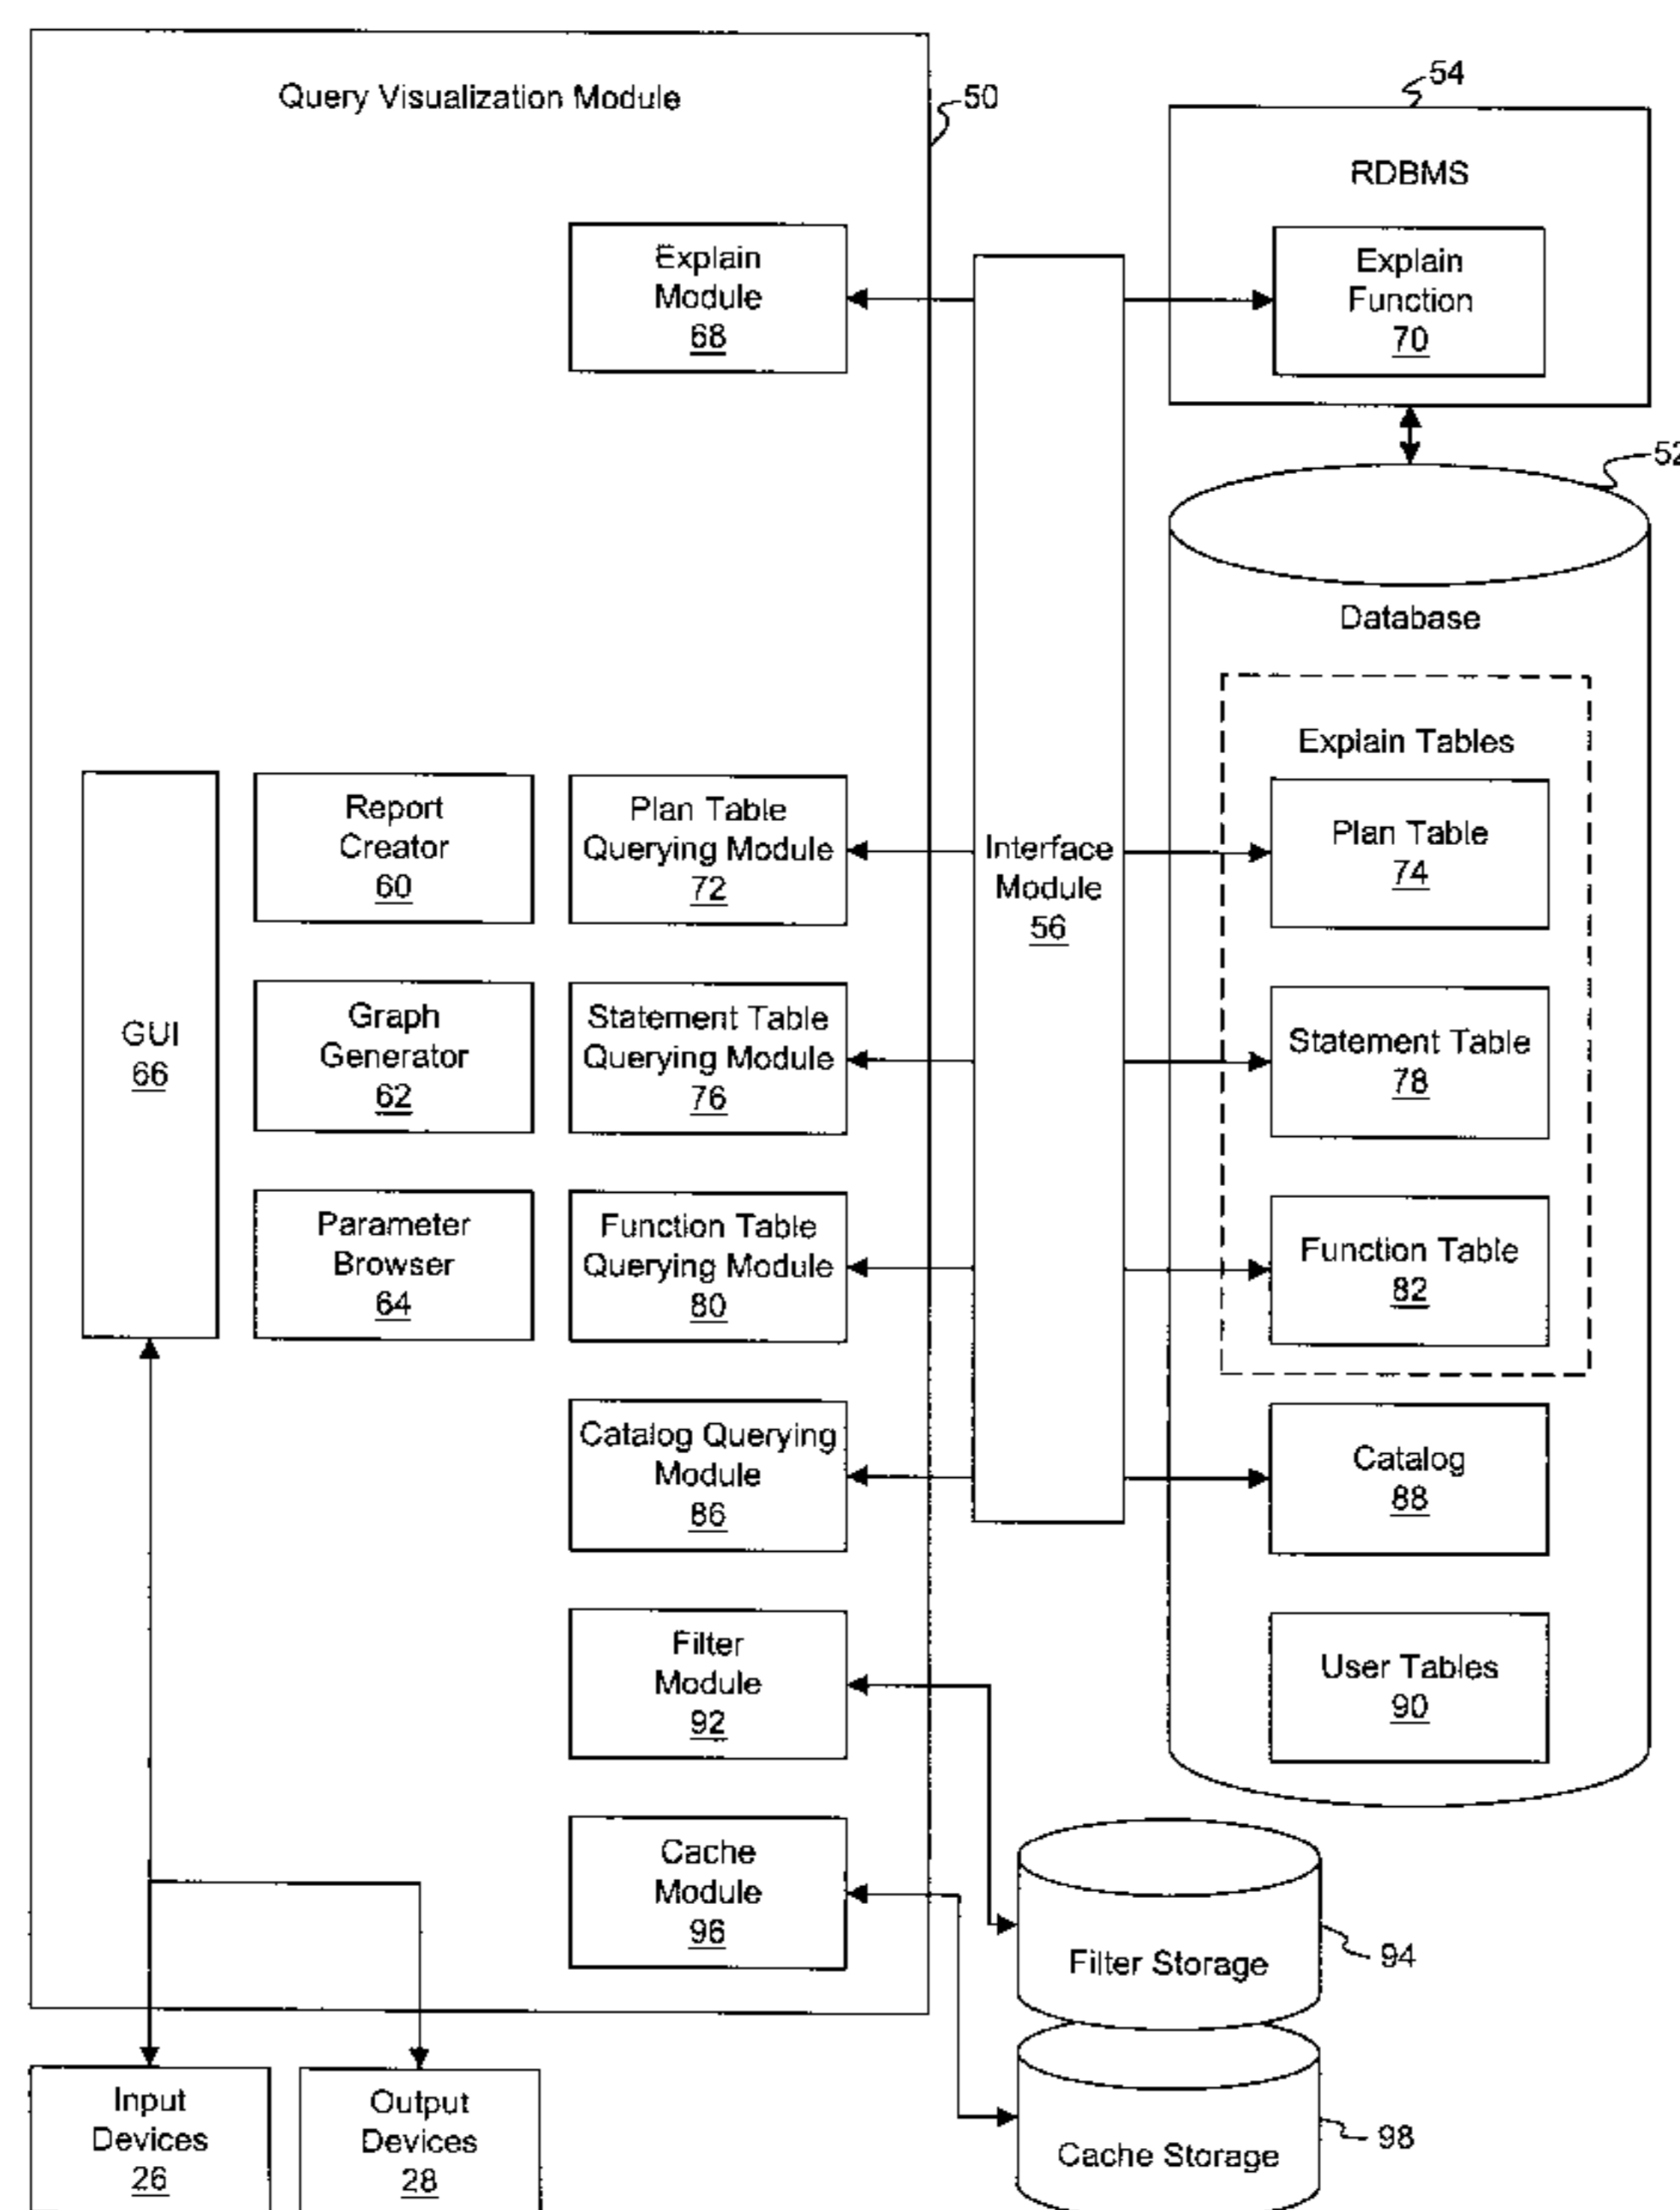 Query Visualization Module
50
54
RDBMS
Explain
Module
68
Explain
Function
70
52
Database
Explain Tables
GUI
66
Report
Creator
60
Plan Table
Querying Module
72
Interface
Module
56
Plan Table
74
Graph
Generator
62
Statement Table
Querying Module
76
Statement Table
78
Parameter
Browser
64
Function Table
Querying Module
80
Function Table
82
Catalog Querying
Module
86
Catalog
88
Filter
Module
92
User Tables
90
Cache
Module
96
Filter Storage
94
Input
Devices
26
Output
Devices
28
Cache Storage
98